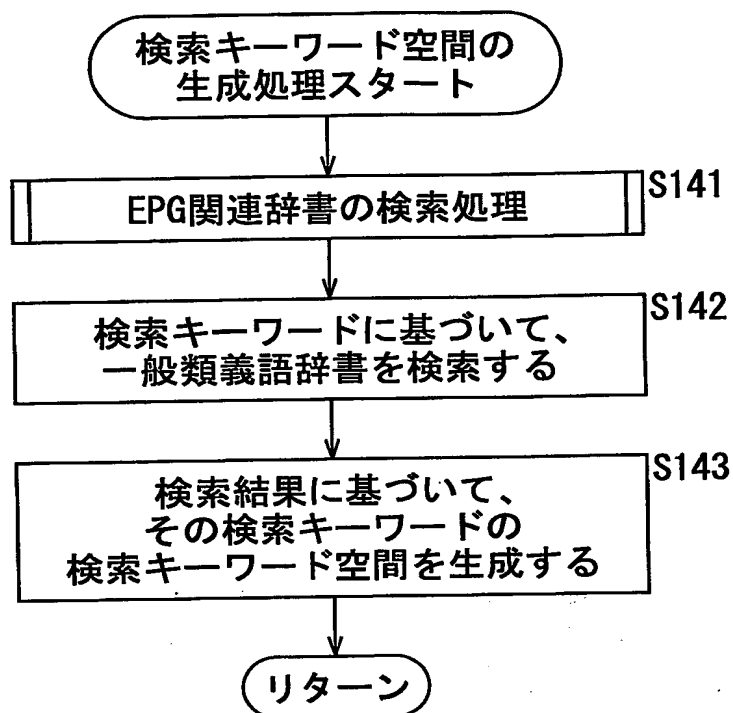 検索キーワード空間の
生成処理スタート
S141
EPG関連辞書の検索処理
S142
検索キーワードに基づいて、
一般類義語辞書を検索する
S143
検索結果に基づいて、
その検索キーワードの
検索キーワード空間を生成する
リターン